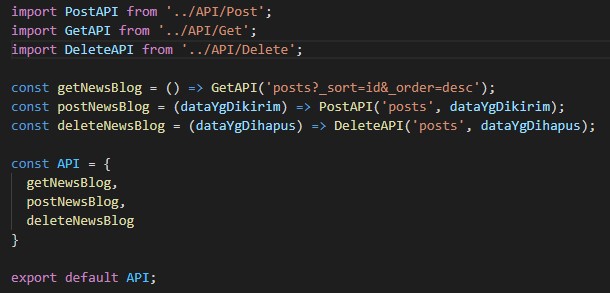 import PostAPI from '../API/Post';
import GetAPI from '../API/Get';
import DeleteAPI from '../API/Delete';
const getNewsBlog = () => GetAPI('posts?_sort=id&_order=desc');
const postNewsBlog = (dataYgDikirim) => PostAPI('posts', dataYgDikirim);
const deleteNewsBlog = (dataYgDihapus) => DeleteAPI('posts', dataYgDihapus);
const API = {
  getNewsBlog,
  postNewsBlog,
  deleteNewsBlog
}
export default API;